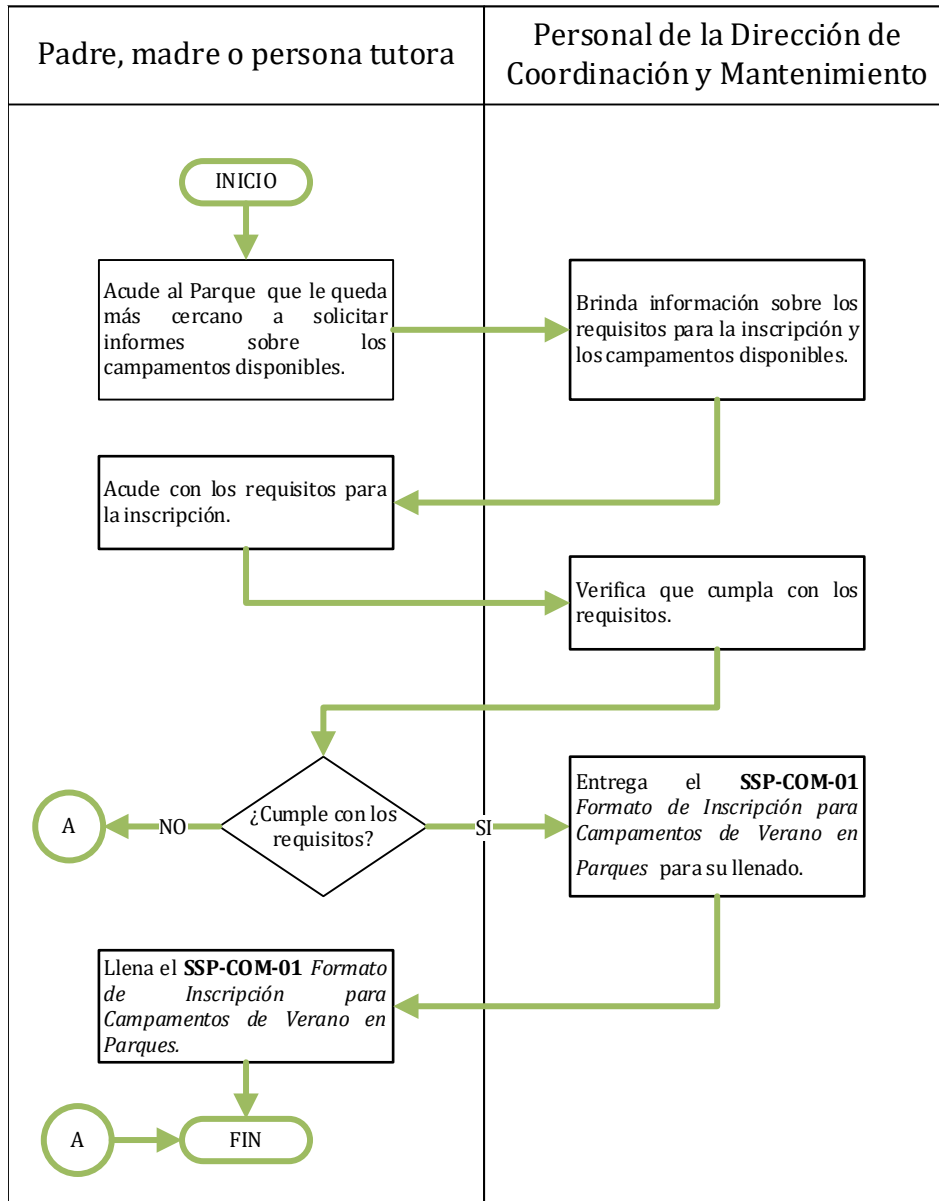 Padre, madre o persona tutora
Personal de la Dirección de
Coordinación y Mantenimiento
INICIO
Acude al Parque que le queda
más cercano a solicitar
informes sobre los
campamentos disponibles.
Brinda información sobre los
requisitos para la inscripción y
los campamentos disponibles.
Acude con los requisitos para
la inscripción.
Verifica que cumpla con los
requisitos.
¿Cumple con los
requisitos?
NO
A
SI
Entrega el SSP-COM-01
Formato de Inscripción para
Campamentos de Verano en
Parques para su llenado.
Llena el SSP-COM-01 Formato
de Inscripción para
Campamentos de Verano en
Parques.
A
FIN